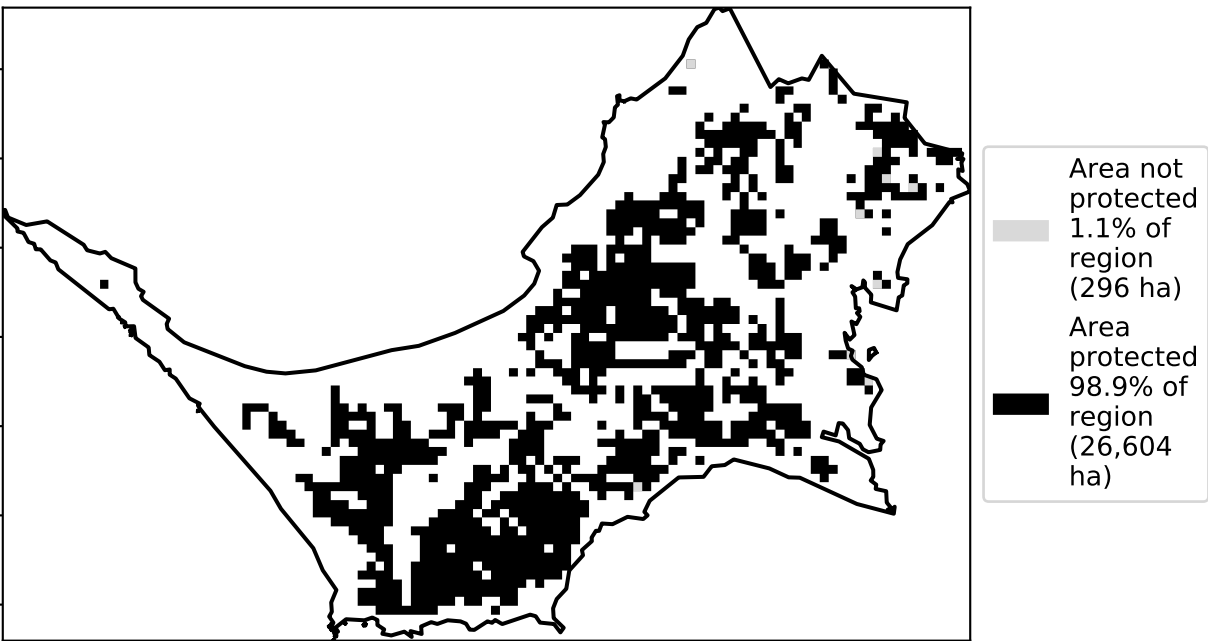 Area not
protected
1.1% of
region
(296 ha)
Area
protected
98.9% of
region
(26,604
ha)